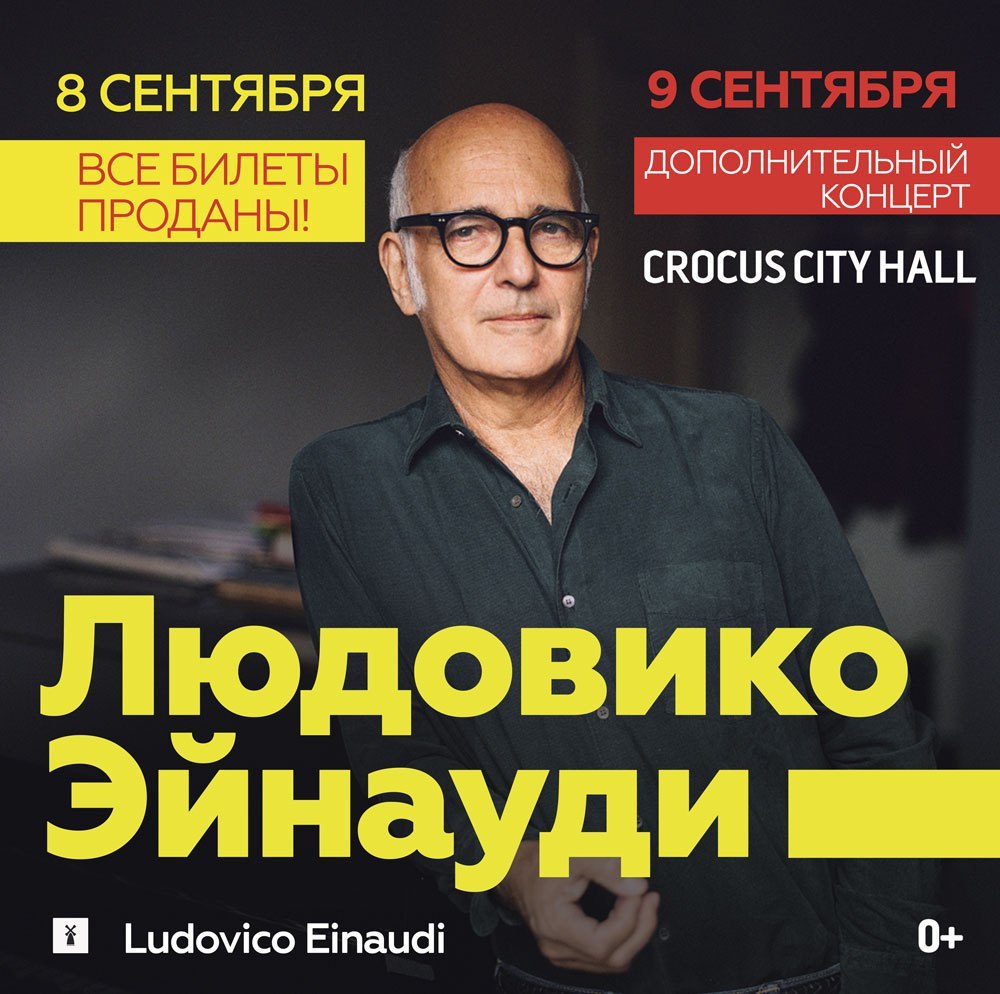 8 СЕНТЯБРЯ
ВСЕ БИЛЕТЫ
ПРОДАНЫ!
9 СЕНТЯБРЯ
ДОПОЛНИТЕЛЬНЫЙ
КОНЦЕРТ
CROCUS CITY HALL
Людовико
Эйнауди
Ludovico Einaudi
0+